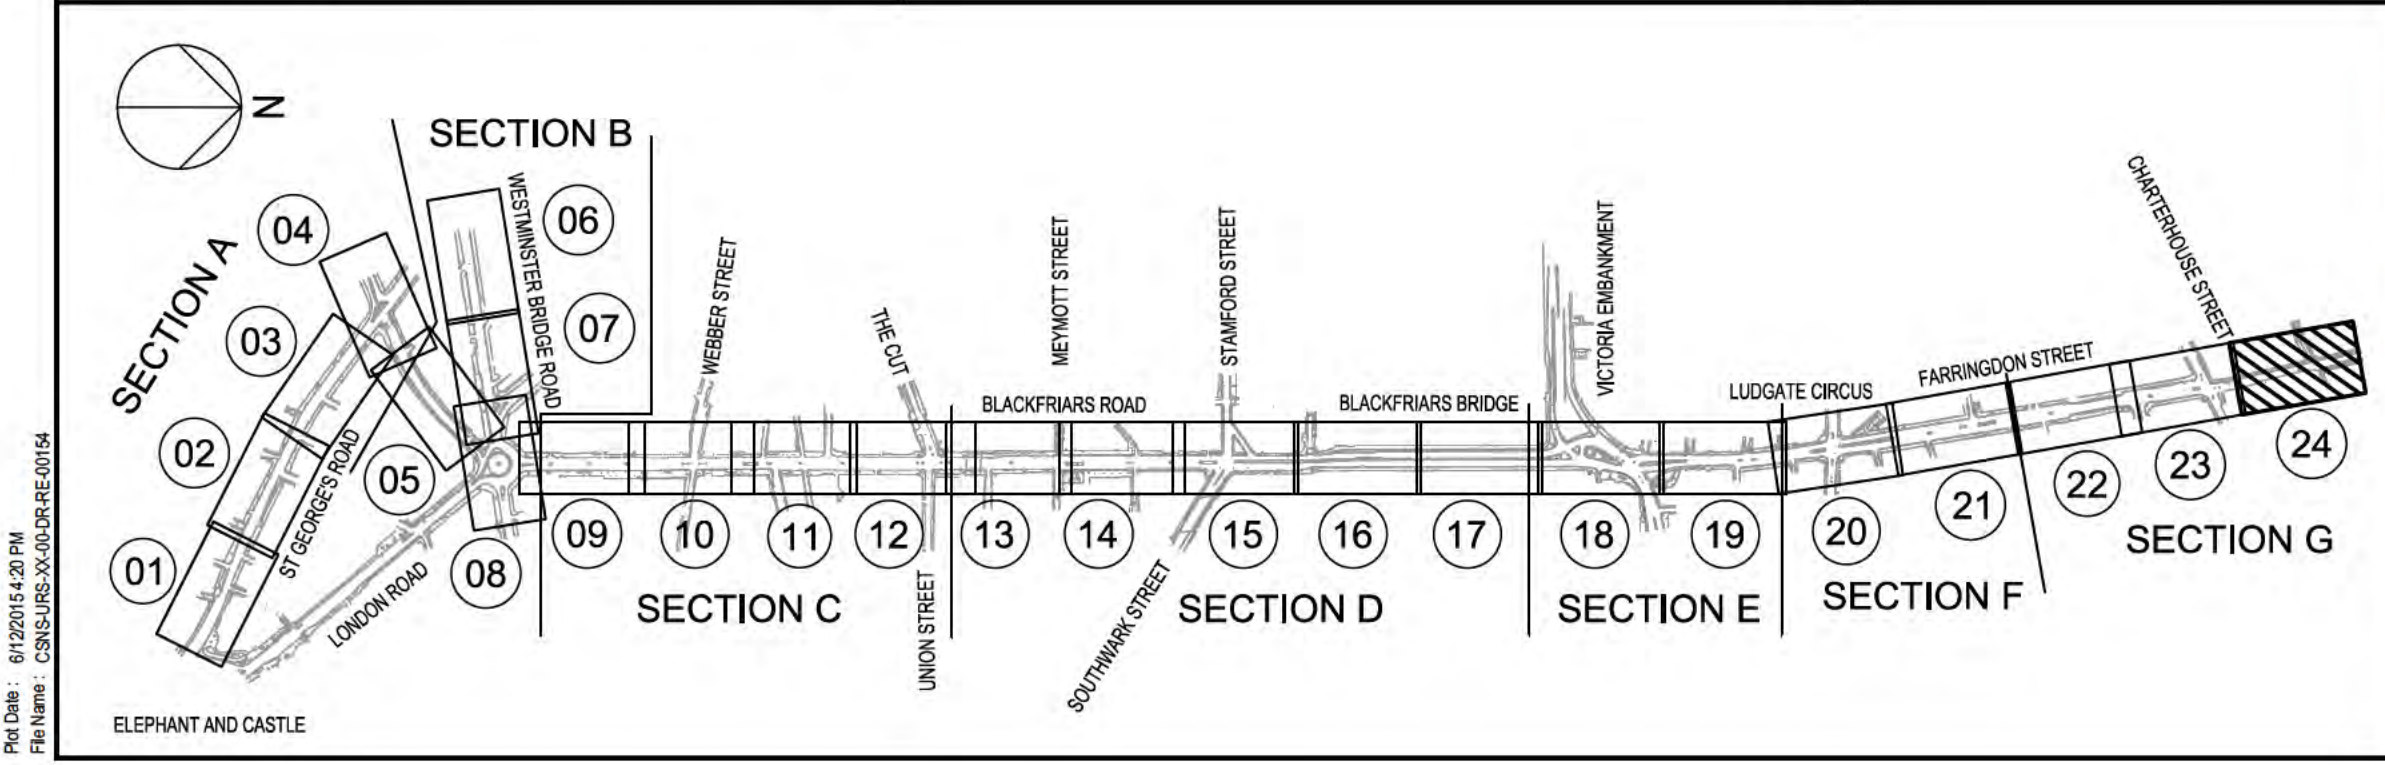 N
SECTION A
SECTION B
01
02
03
04
05
06
07
08
ST GEORGE'S ROAD
LONDON ROAD
WESTMINSTER BRIDGE ROAD
ELEPHANT AND CASTLE
WEBBER STREET
THE CUT
UNION STREET
09
10
11
12
SECTION C
BLACKFRIARS ROAD
MEYMOTT STREET
STAMFORD STREET
SOUTHWARK STREET
BLACKFRIARS BRIDGE
13
14
15
16
17
SECTION D
VICTORIA EMBANKMENT
18
19
SECTION E
LUDGATE CIRCUS
20
21
SECTION F
FARRINGDON STREET
CHARTERHOUSE STREET
22
23
24
SECTION G
Plot Date : 6/12/2015 4:20 PM
File Name : CSNS-URS-XX-00-DR-RE-00154